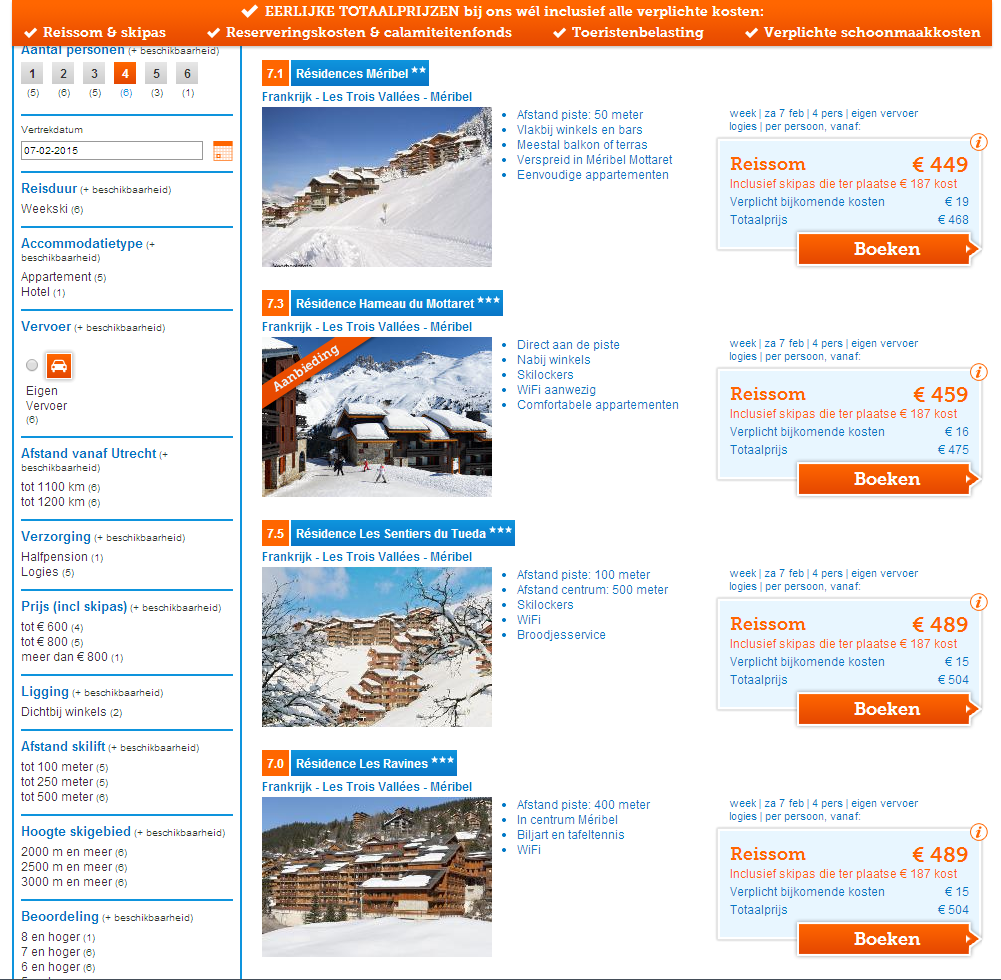 EERLIJKE TOTAALPRIJZEN bij ons wél inclusief alle verplichte kosten:
Reissom & skipas Reserveringskosten & calamiteitenfonds Toeristenbelasting Verplichte schoonmaakkosten
Aantal personen (+ beschikbaarheid)
1 2 3 4 5 6
(5) (6) (5) (6) (3) (1)
Vertrekdatum
07-02-2015
Reisduur (+ beschikbaarheid)
Weekski (6)
Accommodatietype (+
beschikbaarheid)
Appartement (5)
Hotel (1)
Vervoer (+ beschikbaarheid)
Eigen
Vervoer
(6)
Afstand vanaf Utrecht (+
beschikbaarheid)
tot 1100 km (6)
tot 1200 km (6)
Verzorging (+ beschikbaarheid)
Halfpension (1)
Logies (5)
Prijs (incl skipas) (+ beschikbaarheid)
tot € 600 (4)
tot € 800 (5)
meer dan € 800 (1)
Ligging (+ beschikbaarheid)
Dichtbij winkels (2)
Afstand skilift (+ beschikbaarheid)
tot 100 meter (5)
tot 250 meter (5)
tot 500 meter (6)
Hoogte skigebied (+ beschikbaarheid)
2000 m en meer (6)
2500 m en meer (6)
3000 m en meer (6)
Beoordeling (+ beschikbaarheid)
8 en hoger (1)
7 en hoger (6)
6 en hoger (6)
7.1 Résidences Méribel **
Frankrijk - Les Trois Vallées - Méribel
Afstand piste: 50 meter
Vlakbij winkels en bars
Meestal balkon of terras
Verspreid in Méribel Mottaret
Eenvoudige appartementen
week | za 7 feb | 4 pers | eigen vervoer
logies | per persoon, vanaf:
i
Reissom € 449
Inclusief skipas die ter plaatse € 187 kost
Verplicht bijkomende kosten € 19
Totaalprijs € 468
Boeken
7.3 Résidence Hameau du Mottaret ***
Frankrijk - Les Trois Vallées - Méribel
Aanbieding
Direct aan de piste
Nabij winkels
Skilockers
WiFi aanwezig
Comfortabele appartementen
week | za 7 feb | 4 pers | eigen vervoer
logies | per persoon, vanaf:
i
Reissom € 459
Inclusief skipas die ter plaatse € 187 kost
Verplicht bijkomende kosten € 16
Totaalprijs € 475
Boeken
7.5 Résidence Les Sentiers du Tueda ***
Frankrijk - Les Trois Vallées - Méribel
Afstand piste: 100 meter
Afstand centrum: 500 meter
Skilockers
WiFi
Broodjesservice
week | za 7 feb | 4 pers | eigen vervoer
logies | per persoon, vanaf:
i
Reissom € 489
Inclusief skipas die ter plaatse € 187 kost
Verplicht bijkomende kosten € 15
Totaalprijs € 504
Boeken
7.0 Résidence Les Ravines ***
Frankrijk - Les Trois Vallées - Méribel
Afstand piste: 400 meter
In centrum Méribel
Biljart en tafeltennis
WiFi
week | za 7 feb | 4 pers | eigen vervoer
logies | per persoon, vanaf:
i
Reissom € 489
Inclusief skipas die ter plaatse € 187 kost
Verplicht bijkomende kosten € 15
Totaalprijs € 504
Boeken